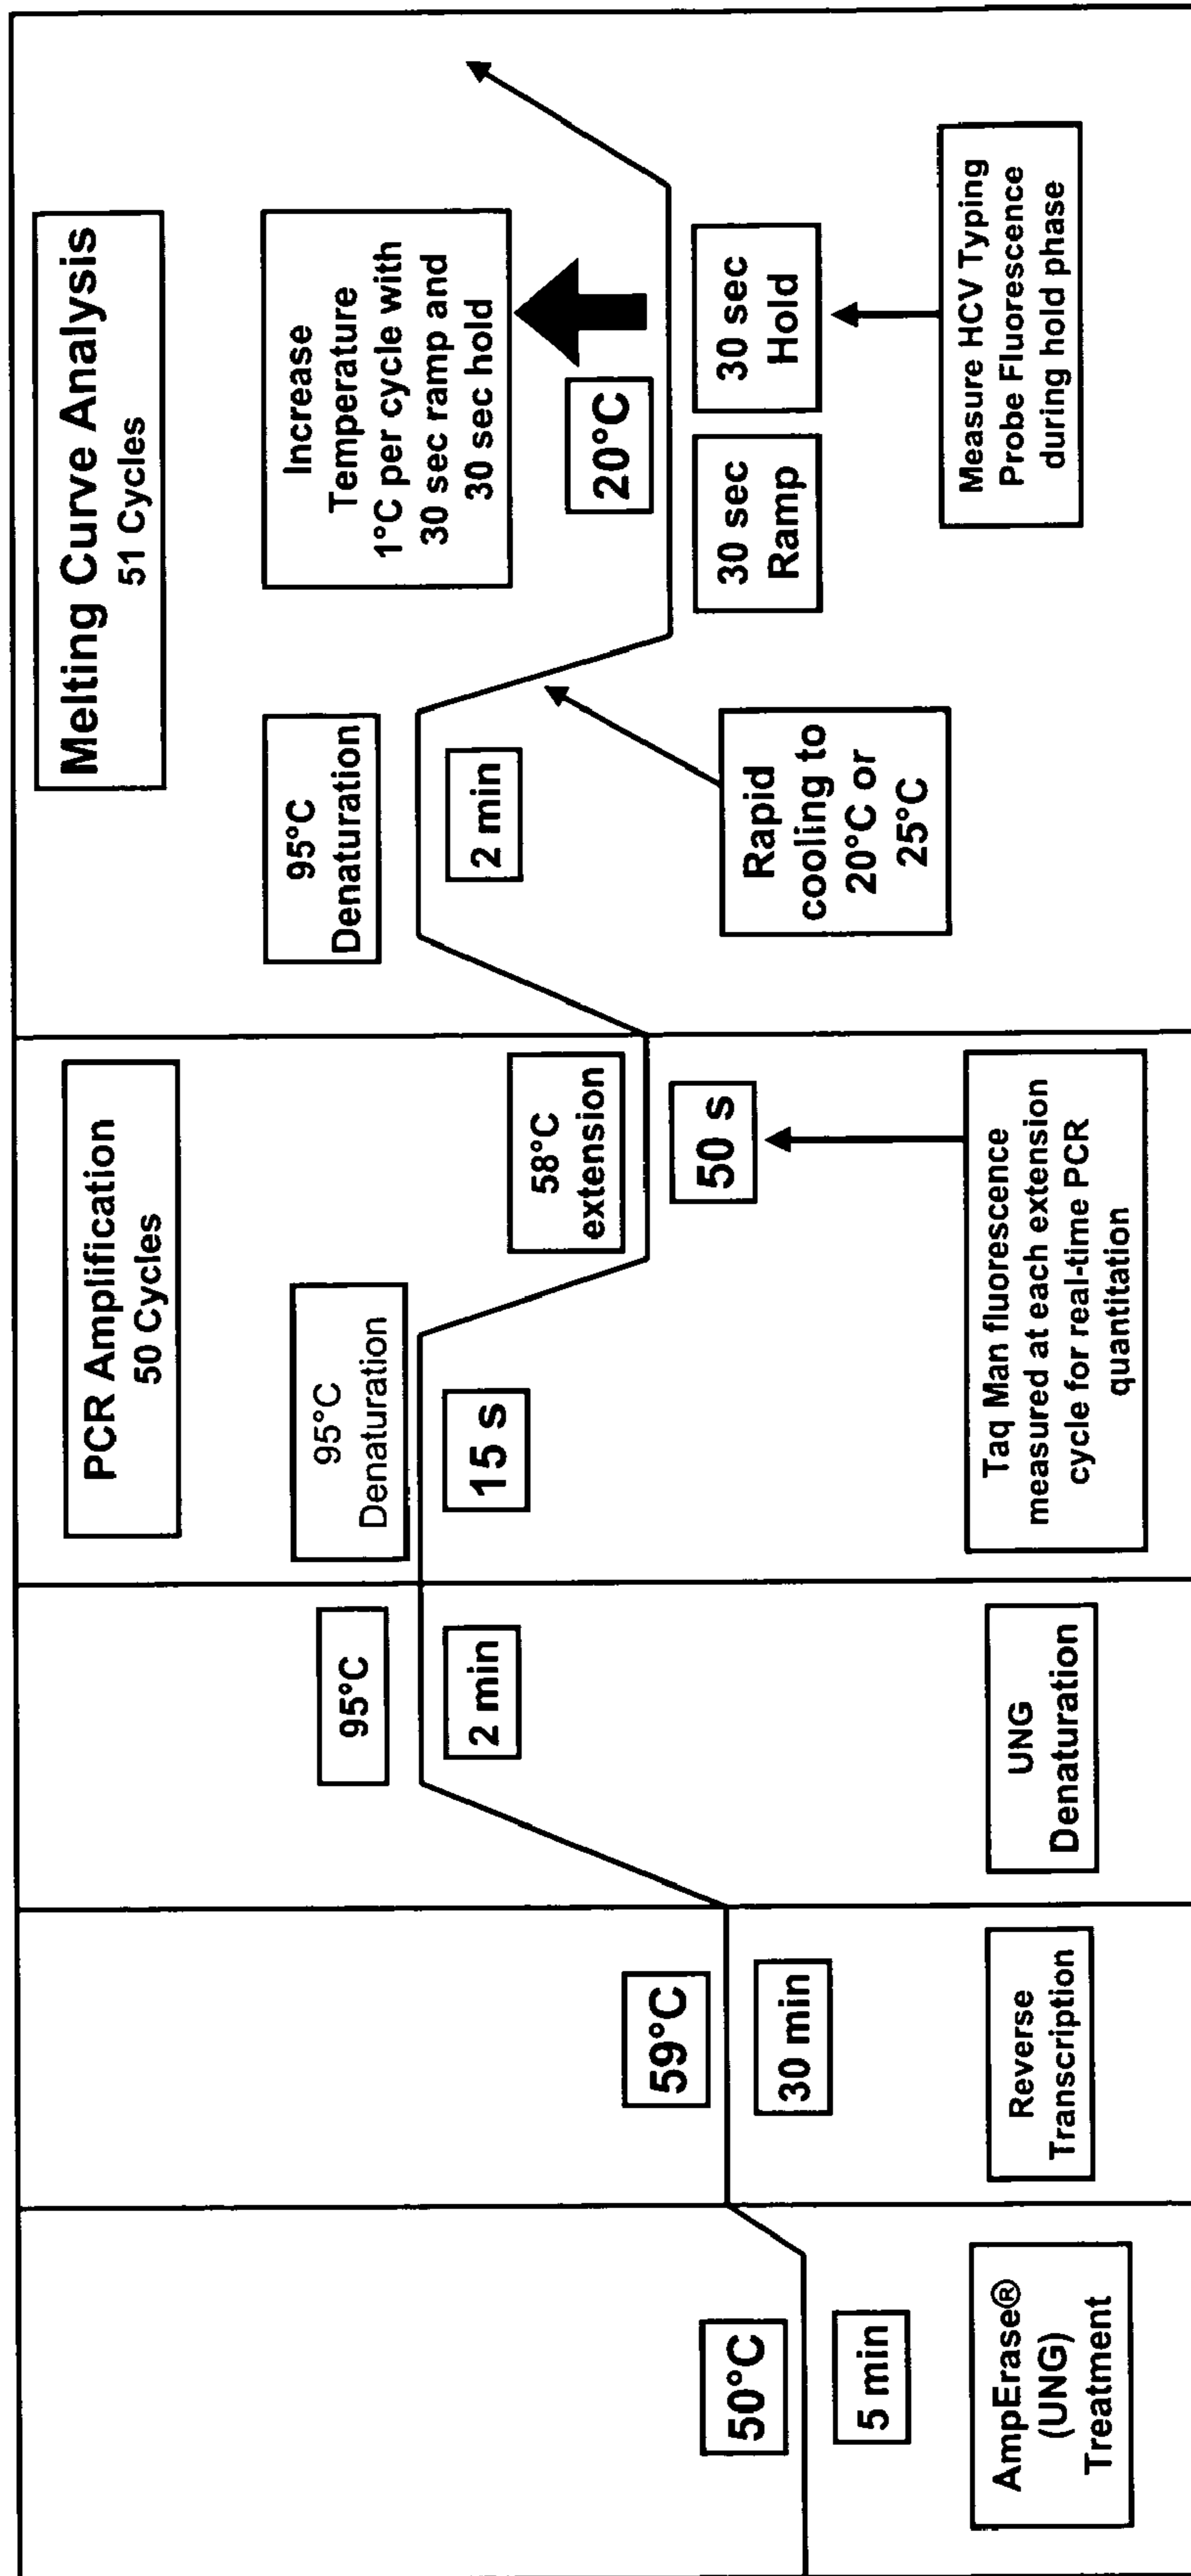 50°C
5 min
AmpErase®
(UNG)
Treatment
59°C
30 min
Reverse
Transcription
95°C
2 min
UNG
Denaturation
PCR Amplification
50 Cycles
95°C
Denaturation
15 s
58°C
extension
50 s
Taq Man fluorescence
measured at each extension
cycle for real-time PCR
quantitation
Melting Curve Analysis
51 Cycles
95°C
Denaturation
2 min
Rapid
cooling to
20°C or
25°C
Increase
Temperature
1°C per cycle with
30 sec ramp and
30 sec hold
20°C
30 sec
Ramp
30 sec
Hold
Measure HCV Typing
Probe Fluorescence
during hold phase